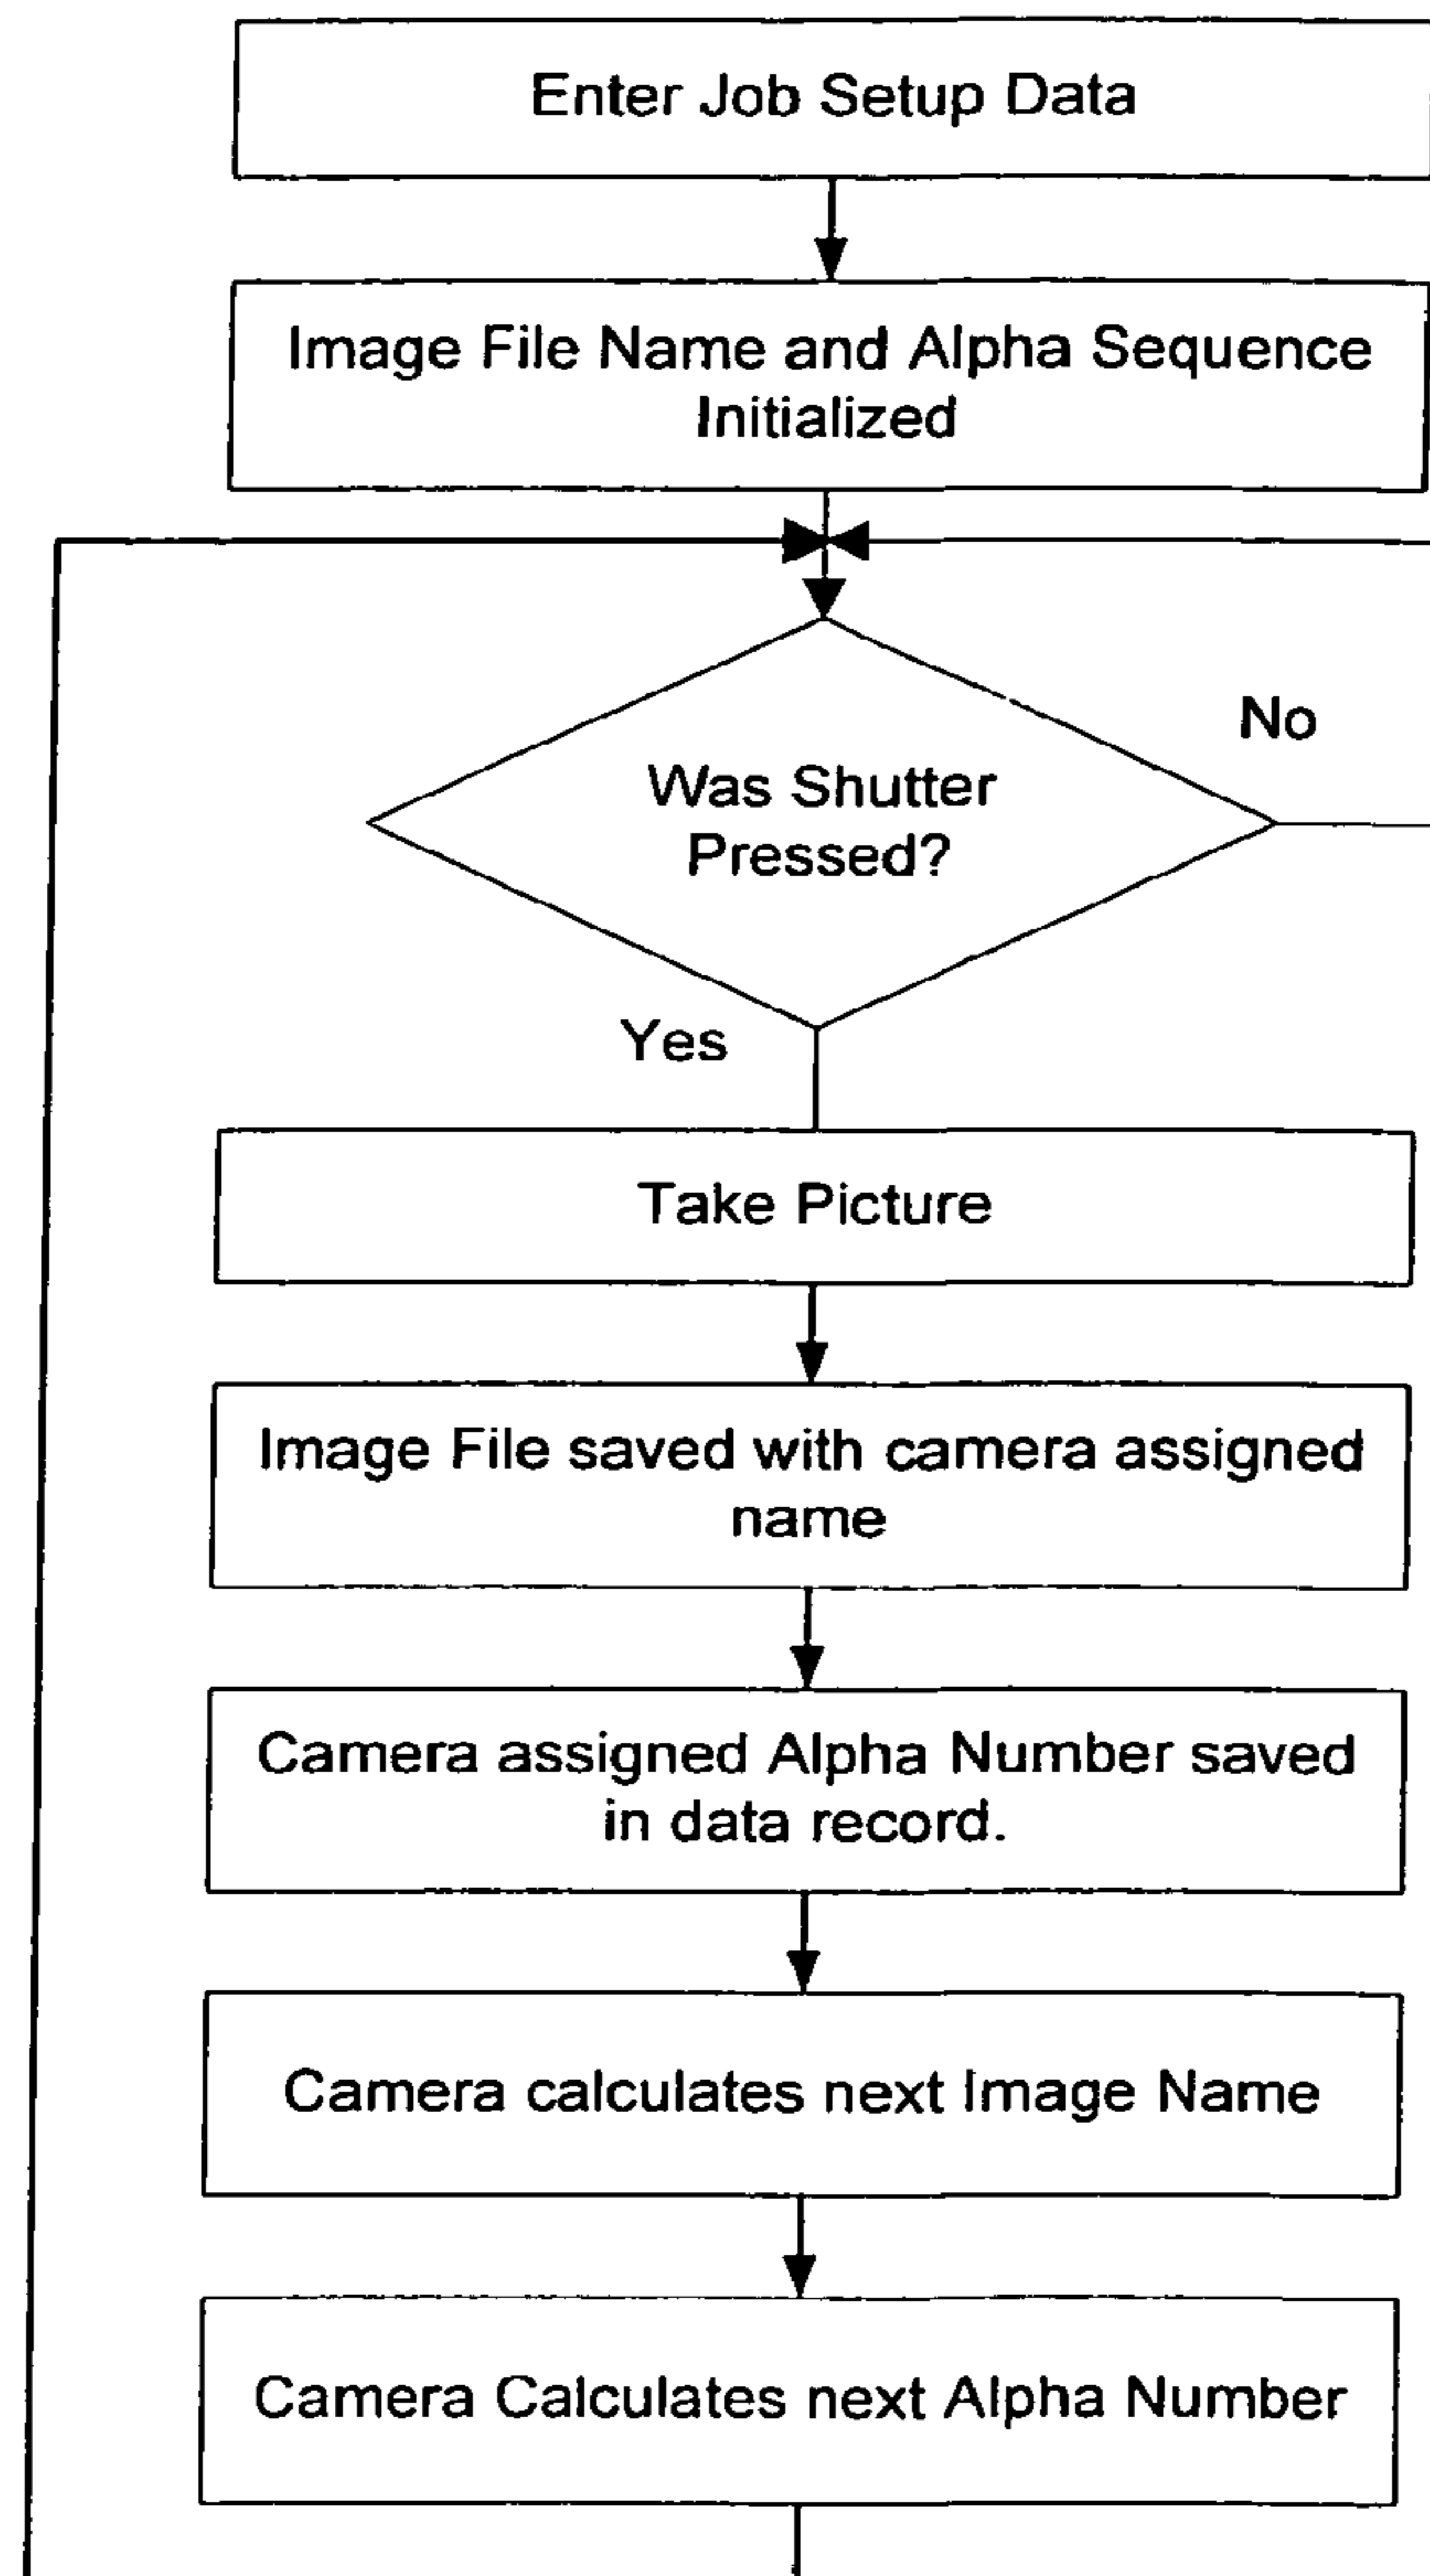 Enter Job Setup Data
Image File Name and Alpha Sequence
Initialized
No
Was Shutter
Pressed?
Yes
Take Picture
Image File saved with camera assigned
name
Camera assigned Alpha Number saved
in data record.
Camera calculates next Image Name
Camera Calculates next Alpha Number